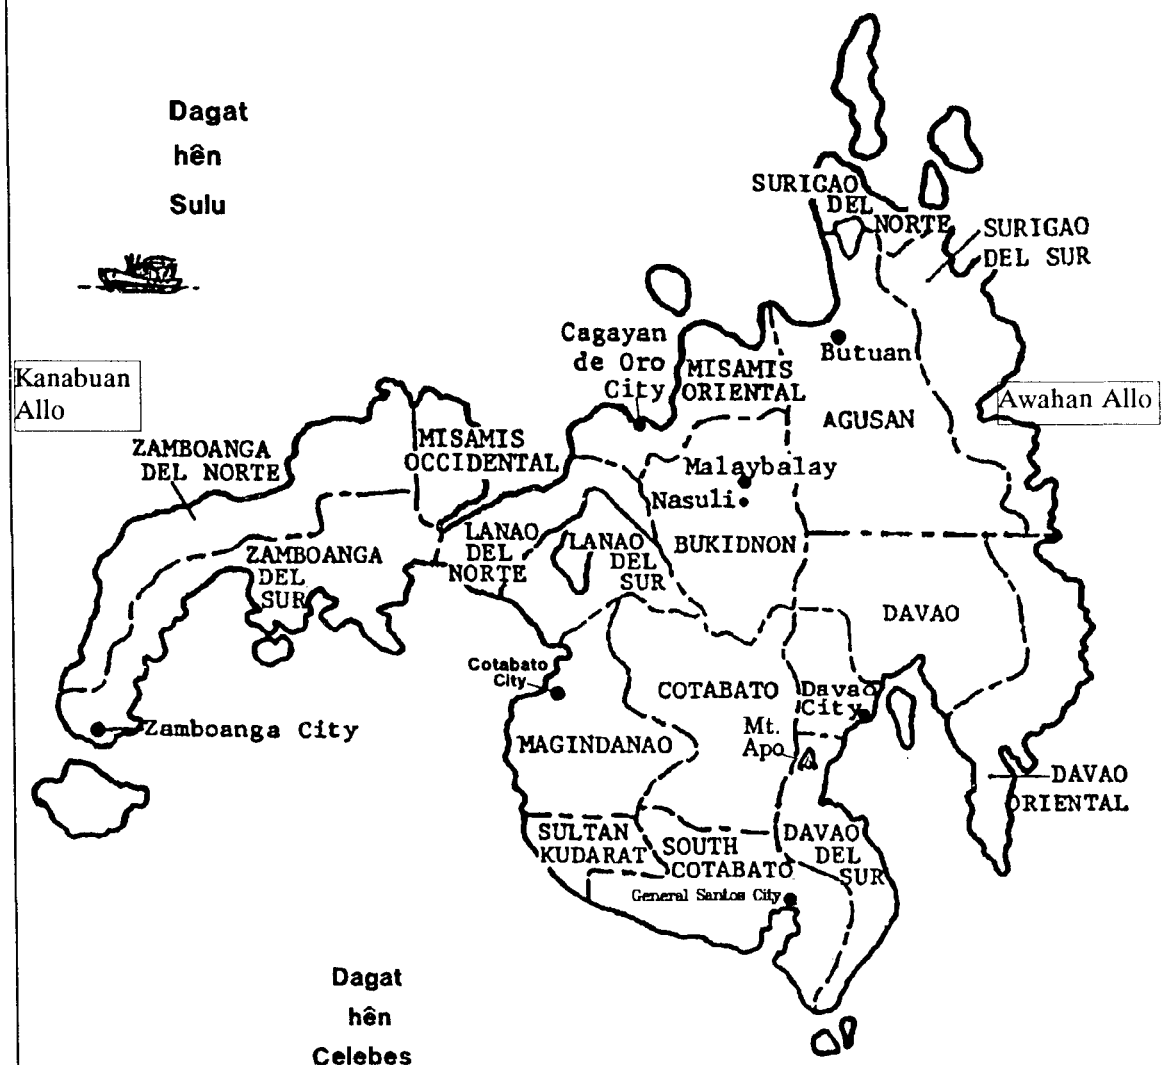 Dagat
hên
Sulu
SURIGAO
DEL
NORTE
SURIGAO
DEL SUR
Cagayan
de Oro
City
Butuan
Kanabuan
Allo
MISAMIS
ORIENTAL
Awahan Allo
AGUSAN
ZAMBOANGA
DEL NORTE
MISAMIS
OCCIDENTAL
Malaybalay
Nasuli
LANAO
DEL
NORTE
LANAO
DEL
SUR
BUKIDNON
ZAMBOANGA
DEL
SUR
DAVAO
Cotabato
City
COTABATO
Davao
City
Zamboanga City
MAGINDANAO
Mt.
Apo
DAVAO
ORIENTAL
SULTAN
KUDARAT
SOUTH
COTABATO
DAVAO
DEL
SUR
General Santos City
Dagat
hên
Celebes